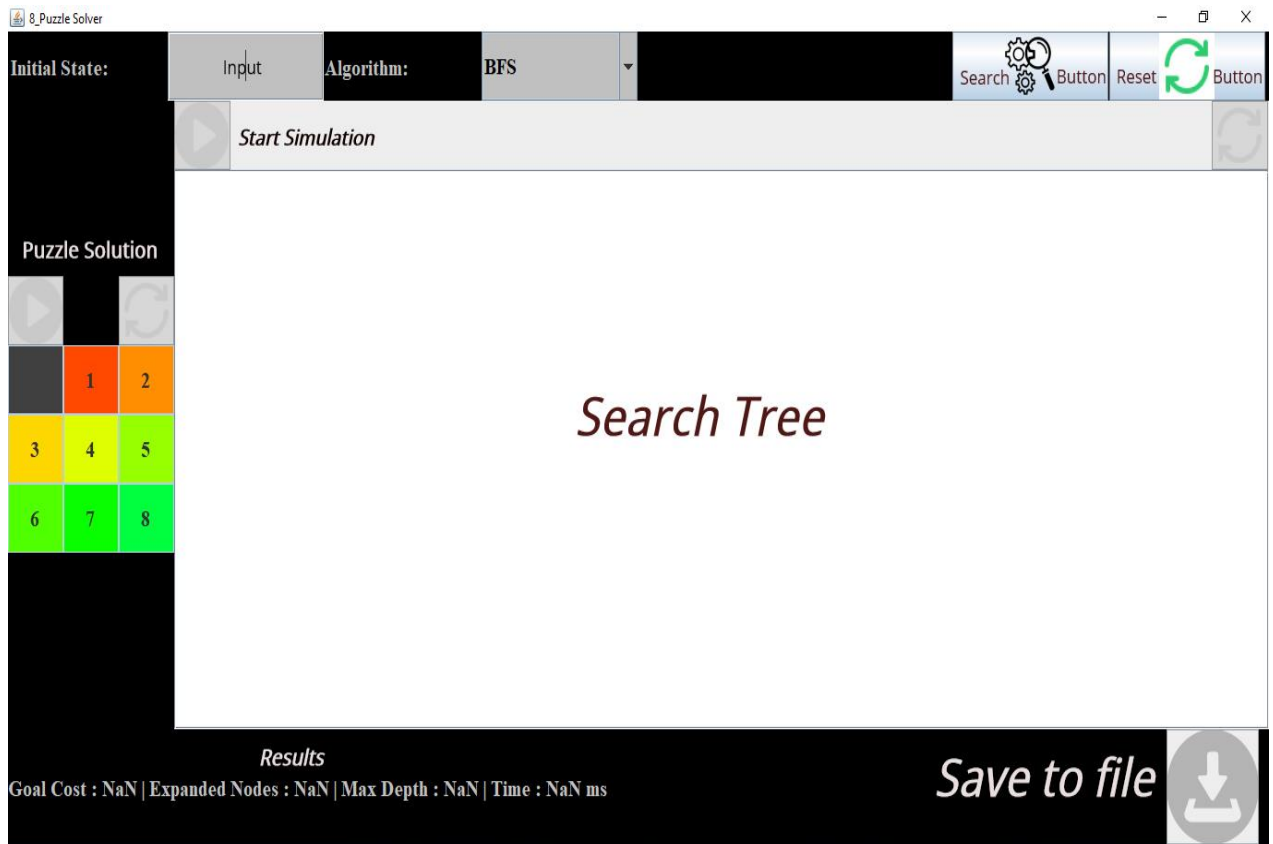 8_Puzzle Solver
Initial State: Input Algorithm: BFS Search Button Reset Button
Start Simulation
Puzzle Solution
1 2
Search Tree
3 4 5
6 7 8
Results
Goal Cost : NaN | Expanded Nodes : NaN | Max Depth : NaN | Time : NaN ms
Save to file